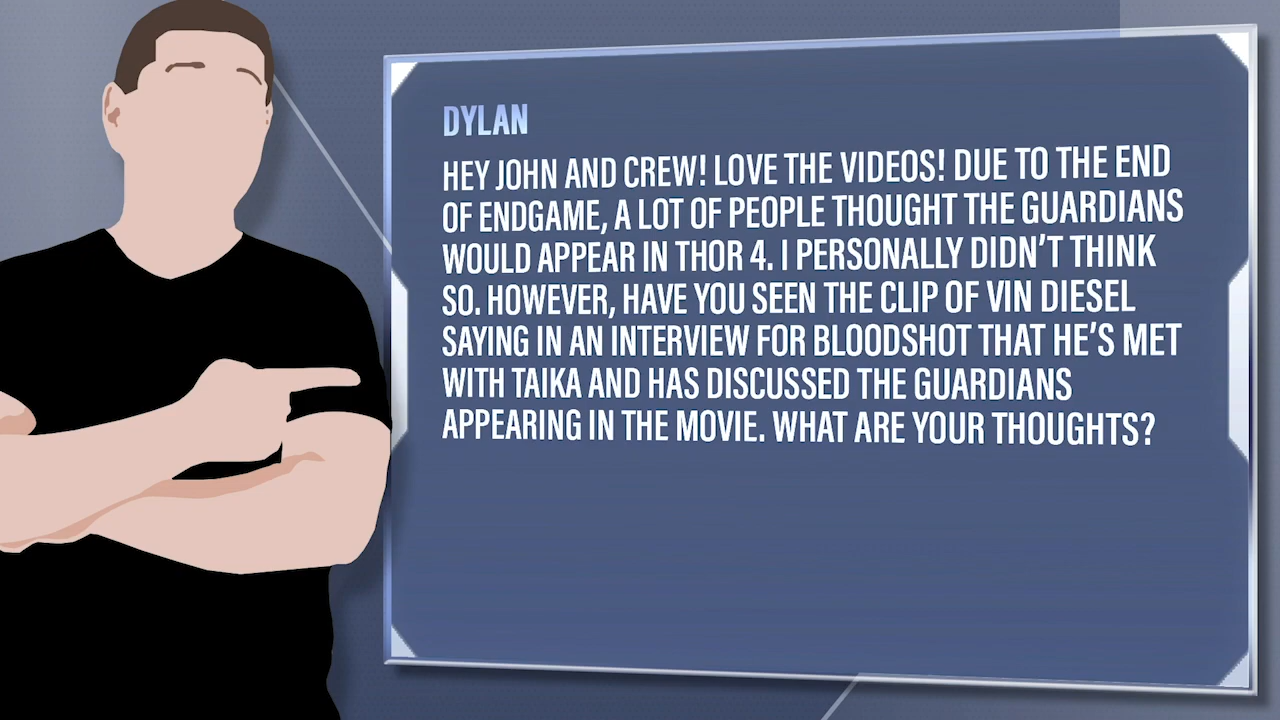 DYLAN
HEY JOHN AND CREW! LOVE THE VIDEOS! DUE TO THE END
OF ENDGAME, A LOT OF PEOPLE THOUGHT THE GUARDIANS
WOULD APPEAR IN THOR 4. I PERSONALLY DIDN'T THINK
SO. HOWEVER, HAVE YOU SEEN THE CLIP OF VIN DIESEL
SAYING IN AN INTERVIEW FOR BLOODSHOT THAT HE'S MET
WITH TAIKA AND HAS DISCUSSED THE GUARDIANS
APPEARING IN THE MOVIE. WHAT ARE YOUR THOUGHTS?